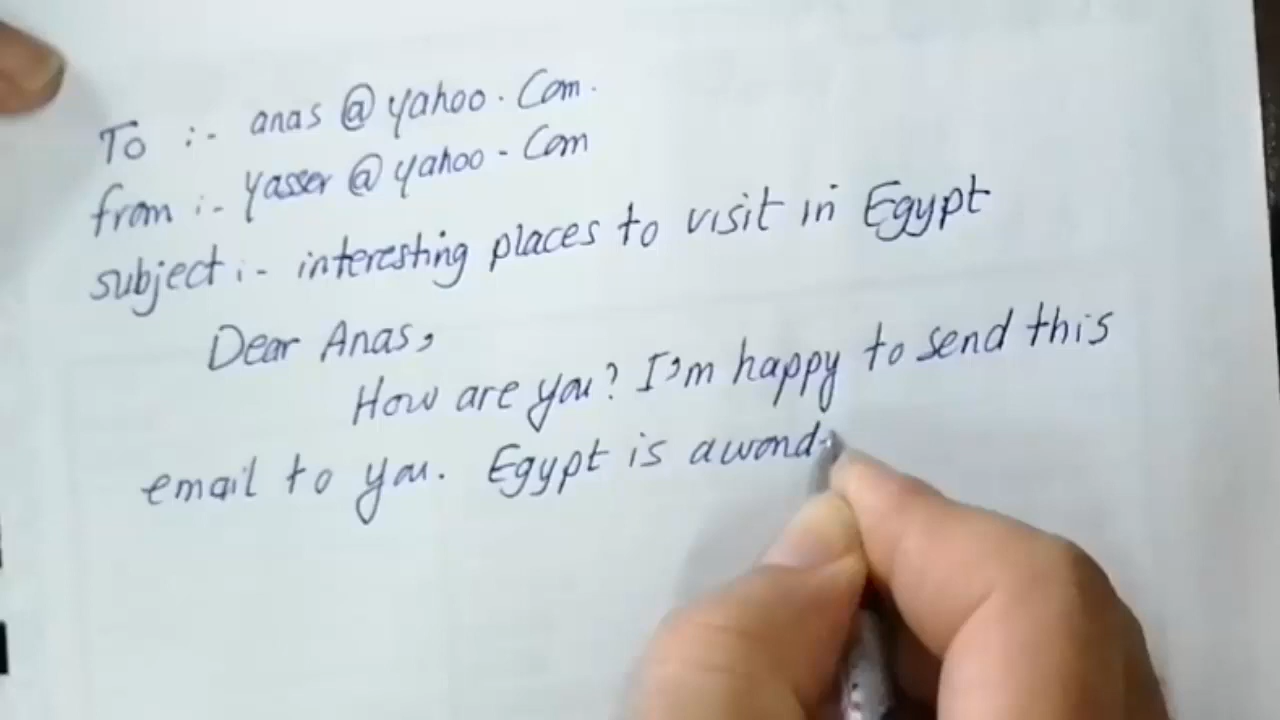 To :- anas@yahoo.Com.
from :- yasser@yahoo-Com
subject :- interesting places to visit in Egypt
Dear Anas,
How are you? I'm happy to send this
email to you. Egypt is a wond